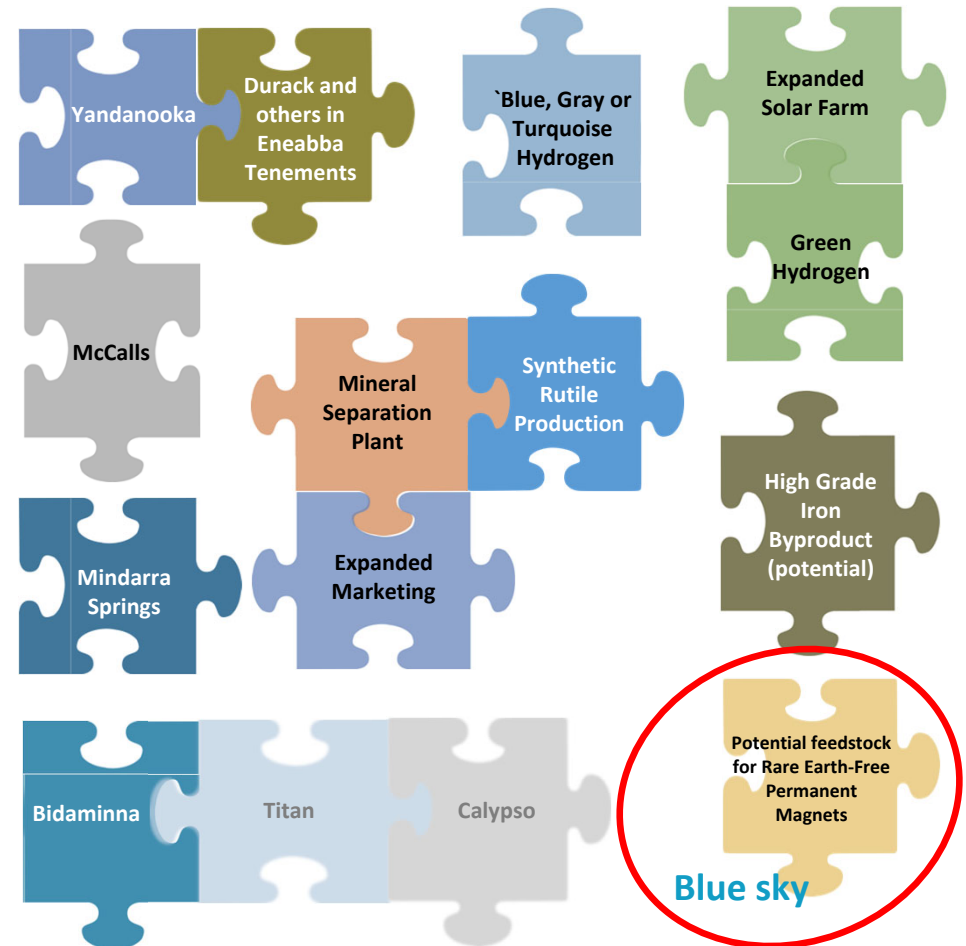 Yandanooka
Durack and
others in
Eneabba
Tenements
`Blue, Gray or
Turquoise
Hydrogen
Expanded
Solar Farm
Green
Hydrogen
McCalls
Mineral
Separation
Plant
Synthetic
Rutile
Production
High Grade
Iron
Byproduct
(potential)
Mindarra
Springs
Expanded
Marketing
Bidaminna
Titan
Calypso
Potential feedstock
for Rare Earth-Free
Permanent
Magnets
Blue sky